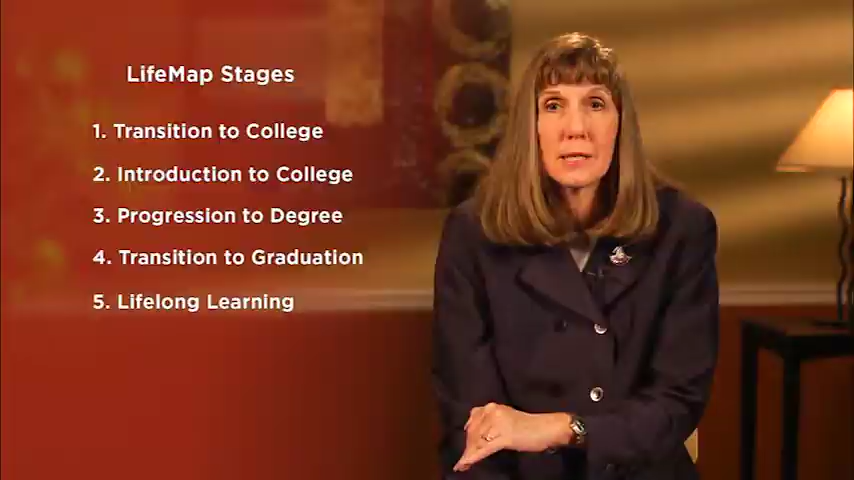 LifeMap Stages
1. Transition to College
2. Introduction to College
3. Progression to Degree
4. Transition to Graduation
5. Lifelong Learning